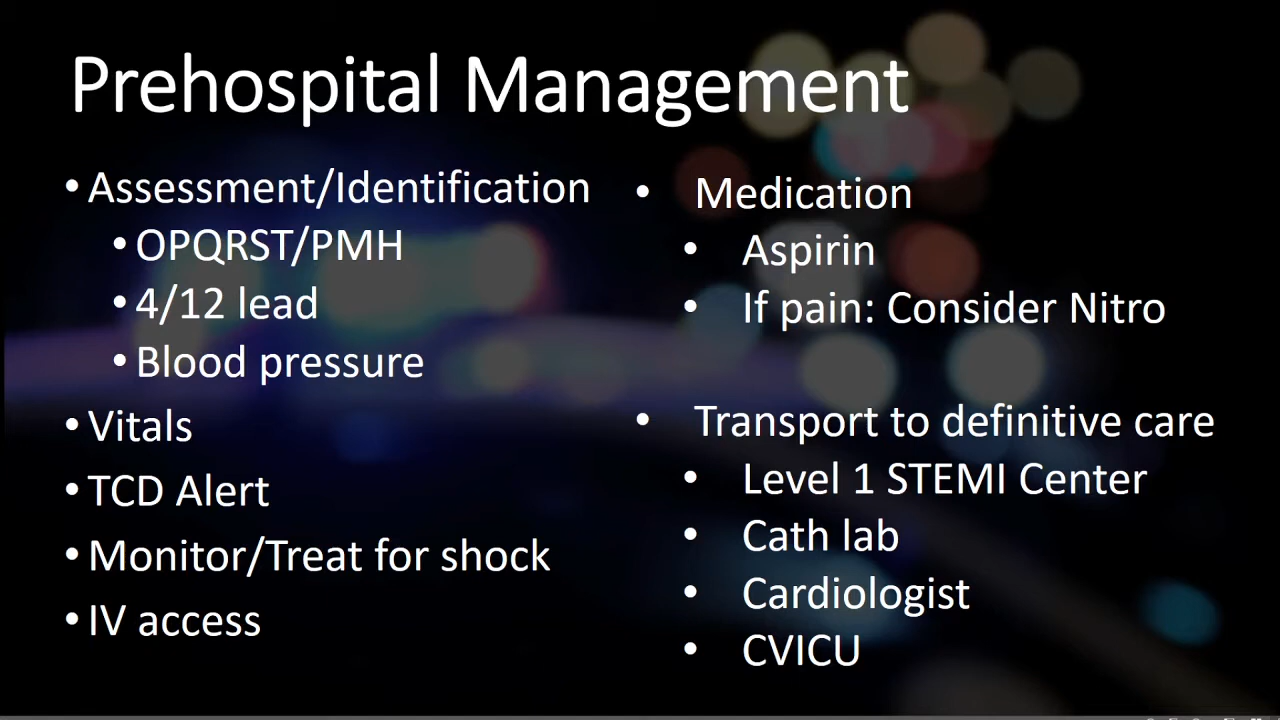 Prehospital Management
• Assessment/Identification
• OPQRST/PMH
• 4/12 lead
• Blood pressure
• Vitals
• TCD Alert
• Monitor/Treat for shock
• IV access
• Medication
• Aspirin
• If pain: Consider Nitro
• Transport to definitive care
• Level 1 STEMI Center
• Cath lab
• Cardiologist
• CVICU